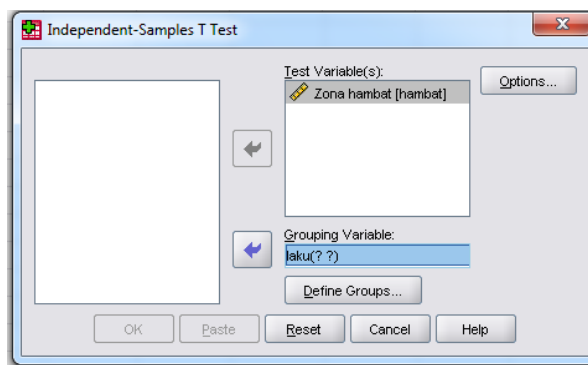 Independent-Samples T Test
Test Variable(s):
Zona hambat [hambat]
Options...
Grouping Variable:
laku(? ?)
Define Groups...
OK Paste Reset Cancel Help